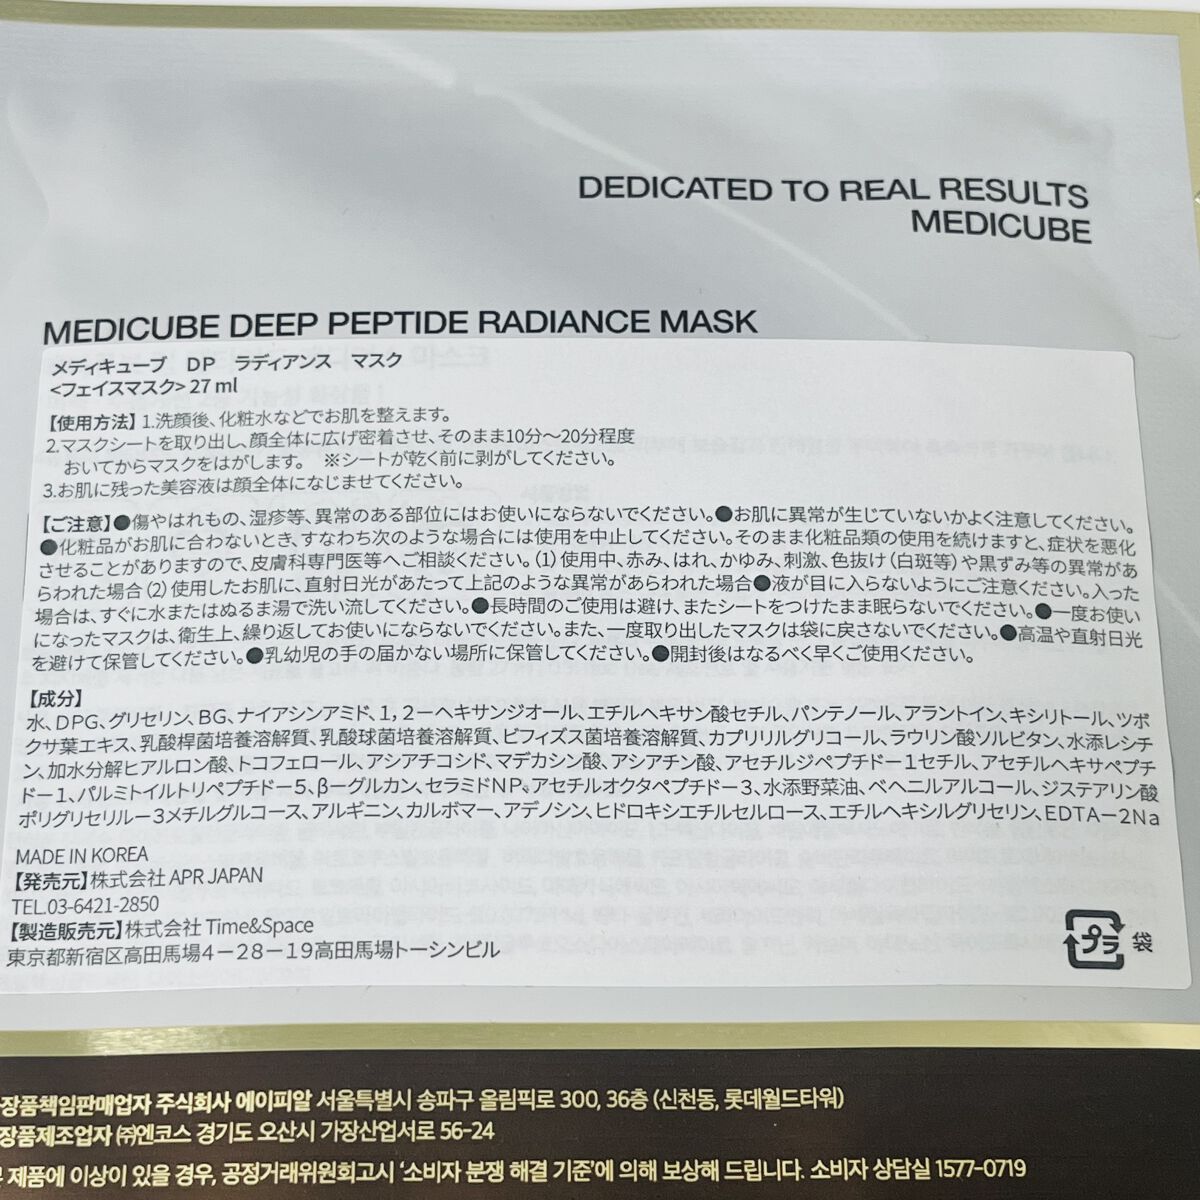 DEDICATED TO REAL RESULTS
MEDICUBE
MEDICUBE DEEP PEPTIDE RADIANCE MASK
メディキューブ　DP　ラディアンス　マスク
<フェイスマスク> 27 ml
【使用方法】1.洗顔後、化粧水などでお肌を整えます。
2.マスクシートを取り出し、顔全体に広げ密着させ、そのまま10分～20分程度
おいてからマスクをはがします。　※シートが乾く前に剥がしてください。
3.お肌に残った美容液は顔全体になじませてください。
【ご注意】●傷やはれもの、湿疹等、異常のある部位にはお使いにならないでください。●お肌に異常が生じていないかよく注意してください。
●化粧品がお肌に合わないとき、すなわち次のような場合には使用を中止してください。そのまま化粧品類の使用を続けますと、症状を悪化
させることがありますので、皮膚科専門医等へご相談ください。（1）使用中、赤み、はれ、かゆみ、刺激、色抜け（白斑等）や黒ずみ等の異常があ
らわれた場合（2）使用したお肌に、直射日光があたって上記のような異常があらわれた場合●液が目に入らないようにご注意ください。入った
場合は、すぐに水またはぬるま湯で洗い流してください。●長時間のご使用は避け、またシートをつけたまま眠らないでください。●一度お使い
になったマスクは、衛生上、繰り返してお使いにならないでください。また、一度取り出したマスクは袋に戻さないでください。●高温や直射日光
を避けて保管してください。●乳幼児の手の届かない場所に保管してください。●開封後はなるべく早くご使用ください。
【成分】
水、DPG、グリセリン、BG、ナイアシンアミド、1，2－ヘキサンジオール、エチルヘキサン酸セチル、パンテノール、アラントイン、キシリトール、ツボ
クサ葉エキス、乳酸桿菌培養溶解質、乳酸球菌培養溶解質、ビフィズス菌培養溶解質、カプリリルグリコール、ラウリン酸ソルビタン、水添レシチ
ン、加水分解ヒアルロン酸、トコフェロール、アシアチコシド、マデカシン酸、アシアチン酸、アセチルジペプチド－1セチル、アセチルヘキサペプチ
ド－1、パルミトイルトリペプチド－5、β－グルカン、セラミドNP、アセチルオクタペプチド－3、水添野菜油、ベヘニルアルコール、ジステアリン酸
ポリグリセリル－3メチルグルコース、アルギニン、カルボマー、アデノシン、ヒドロキシエチルセルロース、エチルヘキシルグリセリン、EDTA－2Na
MADE IN KOREA
【発売元】株式会社 APR JAPAN
TEL.03-6421-2850
【製造販売元】株式会社 Time&Space
東京都新宿区高田馬場4－28－19高田馬場トーシンビル
プラ 袋
장품책임판매업자 주식회사 에이피알 서울특별시 송파구 올림픽로 300, 36층 (신천동, 롯데월드타워)
장품제조업자 ㈜엔코스 경기도 오산시 가장산업서로 56-24
제품에 이상이 있을 경우, 공정거래위원회고시 '소비자 분쟁 해결 기준'에 의해 보상해 드립니다. 소비자 상담실 1577-0719